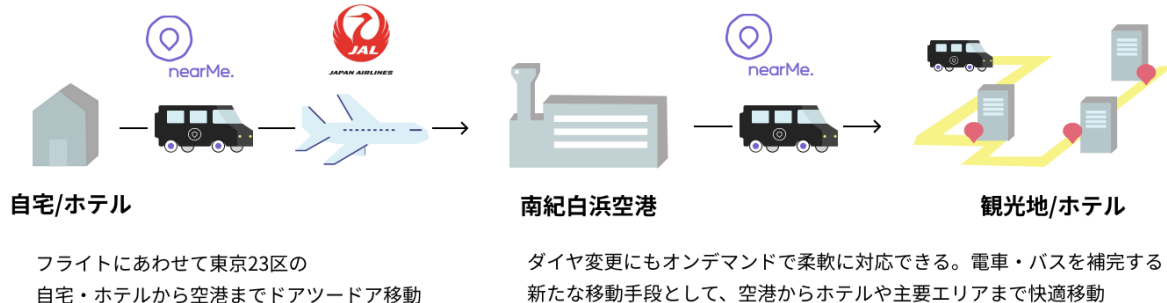 nearMe.
JAL
JAPAN AIRLINES
nearMe.
自宅/ホテル
南紀白浜空港
観光地/ホテル
フライトにあわせて東京23区の
自宅・ホテルから空港までドアツードア移動
ダイヤ変更にもオンデマンドで柔軟に対応できる。電車・バスを補完する
新たな移動手段として、空港からホテルや主要エリアまで快適移動